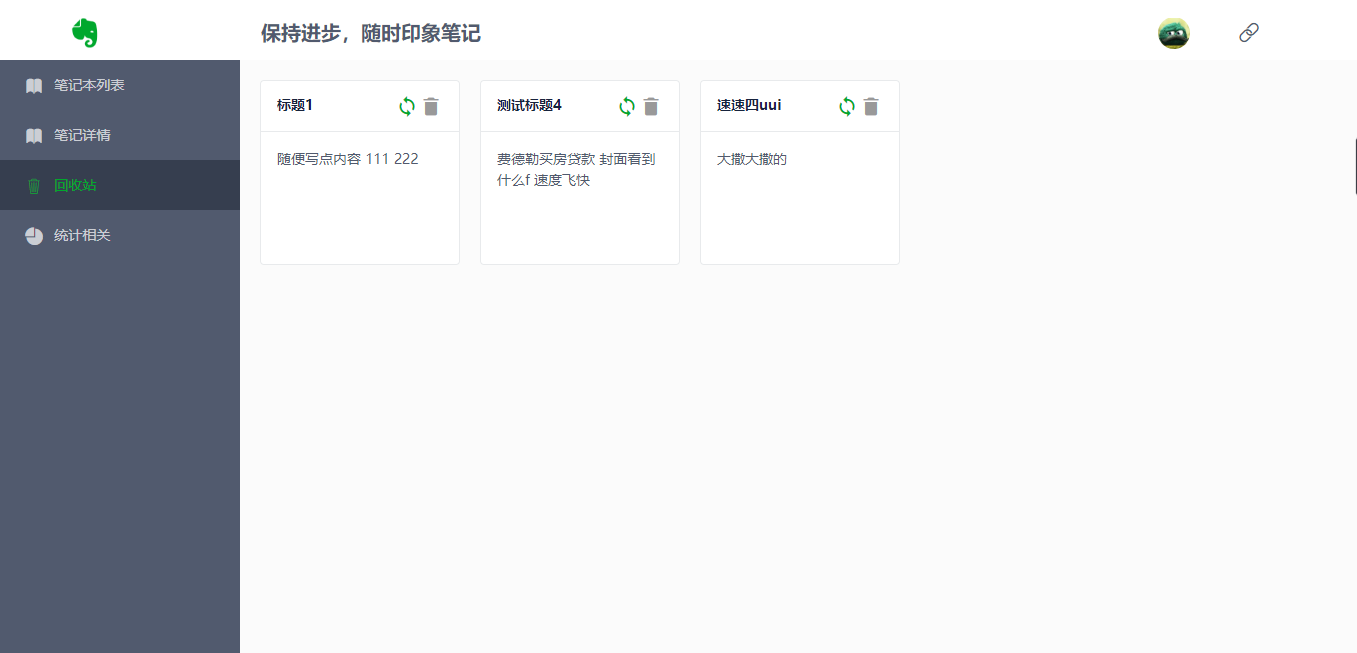 保持进步，随时印象笔记
笔记本列表
笔记详情
回收站
统计相关
标题1
随便写点内容 111 222
测试标题4
费德勒买房贷款 封面看到
什么f 速度飞快
速速四uui
大撒大撒的